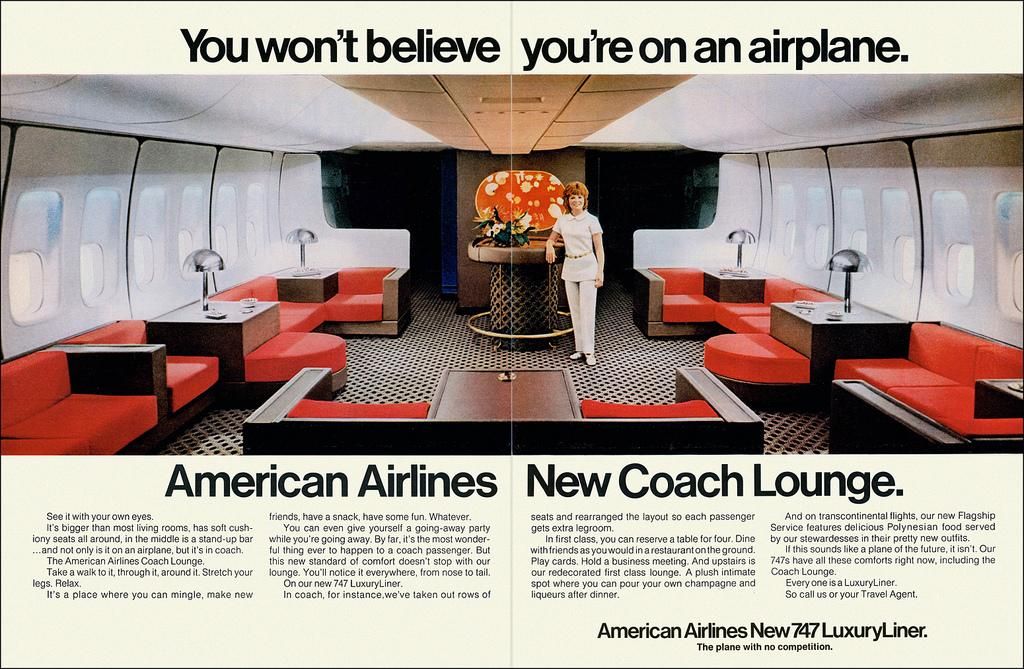 You won't believe you're on an airplane.
American Airlines New Coach Lounge.
See it with your own eyes.
It's bigger than most living rooms, has soft cush-
iony seats all around, in the middle is a stand-up bar
...and not only is it on an airplane, but it's in coach.
The American Airlines Coach Lounge.
Take a walk to it, through it, around it. Stretch your
legs. Relax.
It's a place where you can mingle, make new
friends, have a snack, have some fun. Whatever.
You can even give yourself a going-away party
while you're going away. By far, it's the most wonder-
ful thing ever to happen to a coach passenger. But
this new standard of comfort doesn't stop with our
lounge. You'll notice it everywhere, from nose to tail.
On our new 747 LuxuryLiner.
In coach, for instance, we've taken out rows of
seats and rearranged the layout so each passenger
gets extra legroom.
In first class, you can reserve a table for four. Dine
with friends as you would in a restaurant on the ground.
Play cards. Hold a business meeting. And upstairs is
our redecorated first class lounge. A plush intimate
spot where you can pour your own champagne and
liqueurs after dinner.
And on transcontinental flights, our new Flagship
Service features delicious Polynesian food served
by our stewardesses in their pretty new outfits.
If this sounds like a plane of the future, it isn't. Our
747s have all these comforts right now, including the
Coach Lounge.
Every one is a LuxuryLiner.
So call us or your Travel Agent.
American Airlines New 747 LuxuryLiner.
The plane with no competition.